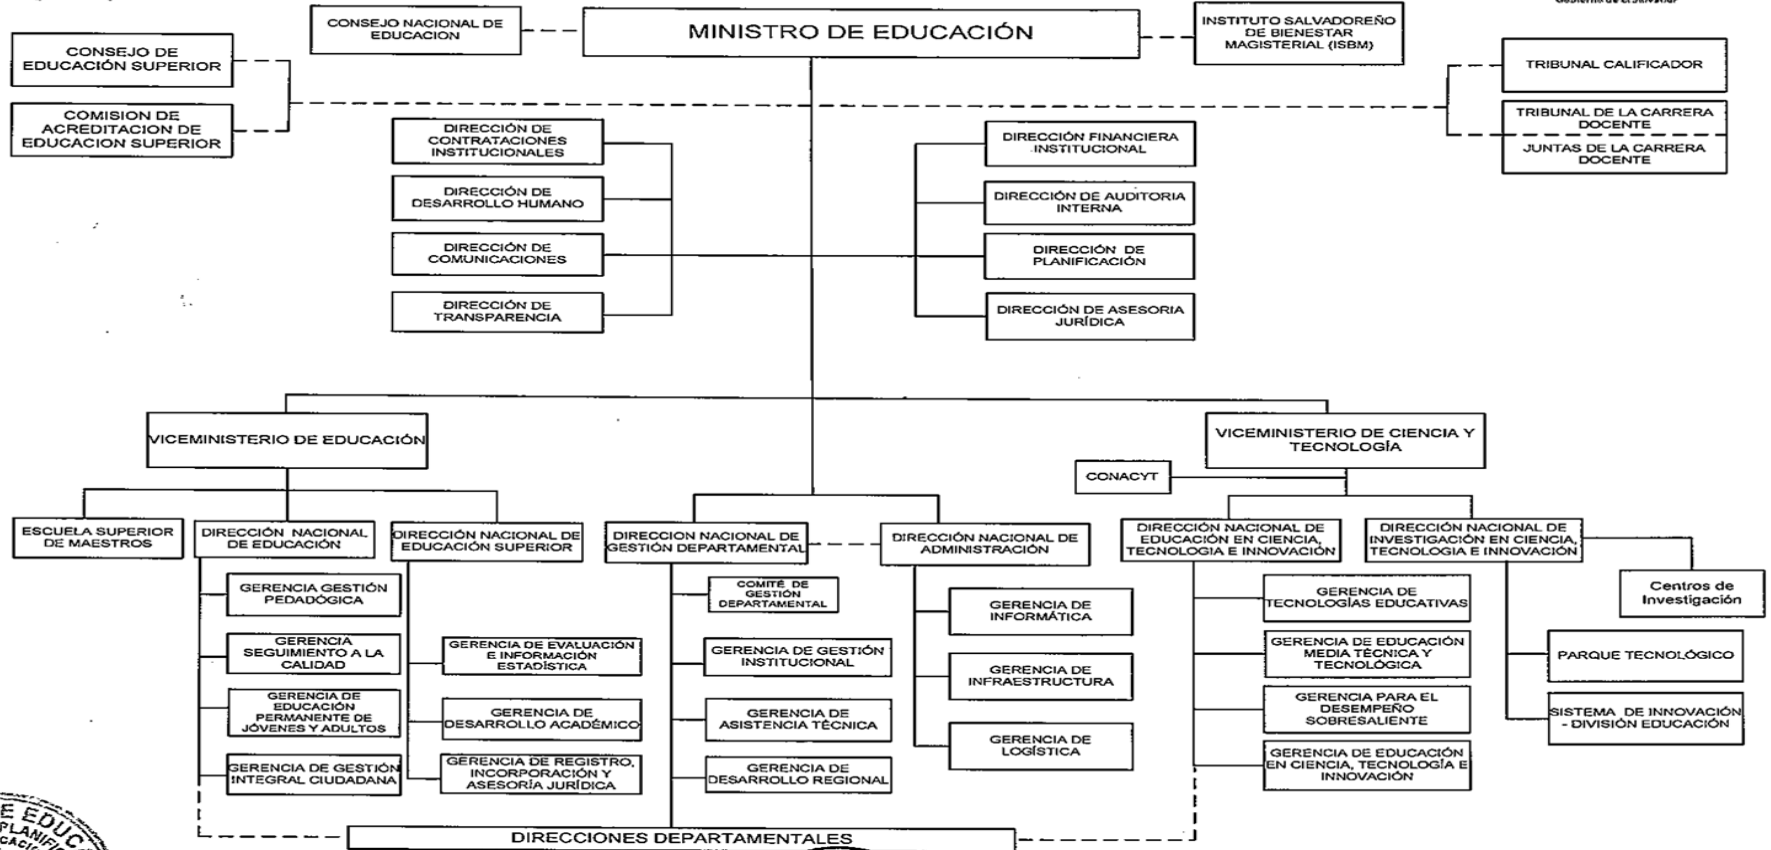 Gobierno de El Salvador
CONSEJO NACIONAL DE
EDUCACION
MINISTRO DE EDUCACIÓN
INSTITUTO SALVADOREÑO
DE BIENESTAR
MAGISTERIAL (ISBM)
CONSEJO DE
EDUCACIÓN SUPERIOR
COMISION DE
ACREDITACION DE
EDUCACION SUPERIOR
TRIBUNAL CALIFICADOR
TRIBUNAL DE LA CARRERA
DOCENTE
JUNTAS DE LA CARRERA
DOCENTE
DIRECCIÓN DE
CONTRATACIONES
INSTITUCIONALES
DIRECCIÓN DE
DESARROLLO HUMANO
DIRECCIÓN DE
COMUNICACIONES
DIRECCIÓN DE
TRANSPARENCIA
DIRECCIÓN FINANCIERA
INSTITUCIONAL
DIRECCIÓN DE AUDITORIA
INTERNA
DIRECCIÓN DE
PLANIFICACIÓN
DIRECCIÓN DE ASESORIA
JURÍDICA
VICEMINISTERIO DE EDUCACIÓN
VICEMINISTERIO DE CIENCIA Y
TECNOLOGÍA
CONACYT
ESCUELA SUPERIOR
DE MAESTROS
DIRECCIÓN NACIONAL
DE EDUCACIÓN
DIRECCIÓN NACIONAL DE
EDUCACIÓN SUPERIOR
DIRECCION NACIONAL DE
GESTIÓN DEPARTAMENTAL
DIRECCIÓN NACIONAL DE
ADMINISTRACIÓN
DIRECCIÓN NACIONAL DE
EDUCACIÓN EN CIENCIA,
TECNOLOGIA E INNOVACIÓN
DIRECCIÓN NACIONAL DE
INVESTIGACIÓN EN CIENCIA,
TECNOLOGIA E INNOVACIÓN
Centros de
Investigación
GERENCIA GESTIÓN
PEDADÓGICA
GERENCIA
SEGUIMIENTO A LA
CALIDAD
GERENCIA DE
EDUCACIÓN
PERMANENTE DE
JÓVENES Y ADULTOS
GERENCIA DE GESTIÓN
INTEGRAL CIUDADANA
GERENCIA DE EVALUACIÓN
E INFORMACIÓN
ESTADÍSTICA
GERENCIA DE
DESARROLLO ACADÉMICO
GERENCIA DE REGISTRO,
INCORPORACIÓN Y
ASESORÍA JURÍDICA
COMITÉ DE
GESTIÓN
DEPARTAMENTAL
GERENCIA DE GESTIÓN
INSTITUCIONAL
GERENCIA DE
ASISTENCIA TÉCNICA
GERENCIA DE
DESARROLLO REGIONAL
GERENCIA DE
INFORMÁTICA
GERENCIA DE
INFRAESTRUCTURA
GERENCIA DE
LOGÍSTICA
GERENCIA DE
TECNOLOGÍAS EDUCATIVAS
GERENCIA DE EDUCACIÓN
MEDIA TÉCNICA Y
TECNOLÓGICA
GERENCIA PARA EL
DESEMPEÑO
SOBRESALIENTE
GERENCIA DE EDUCACIÓN
EN CIENCIA, TECNOLOGÍA E
INNOVACIÓN
PARQUE TECNOLÓGICO
SISTEMA DE INNOVACIÓN
- DIVISIÓN EDUCACIÓN
DIRECCIONES DEPARTAMENTALES